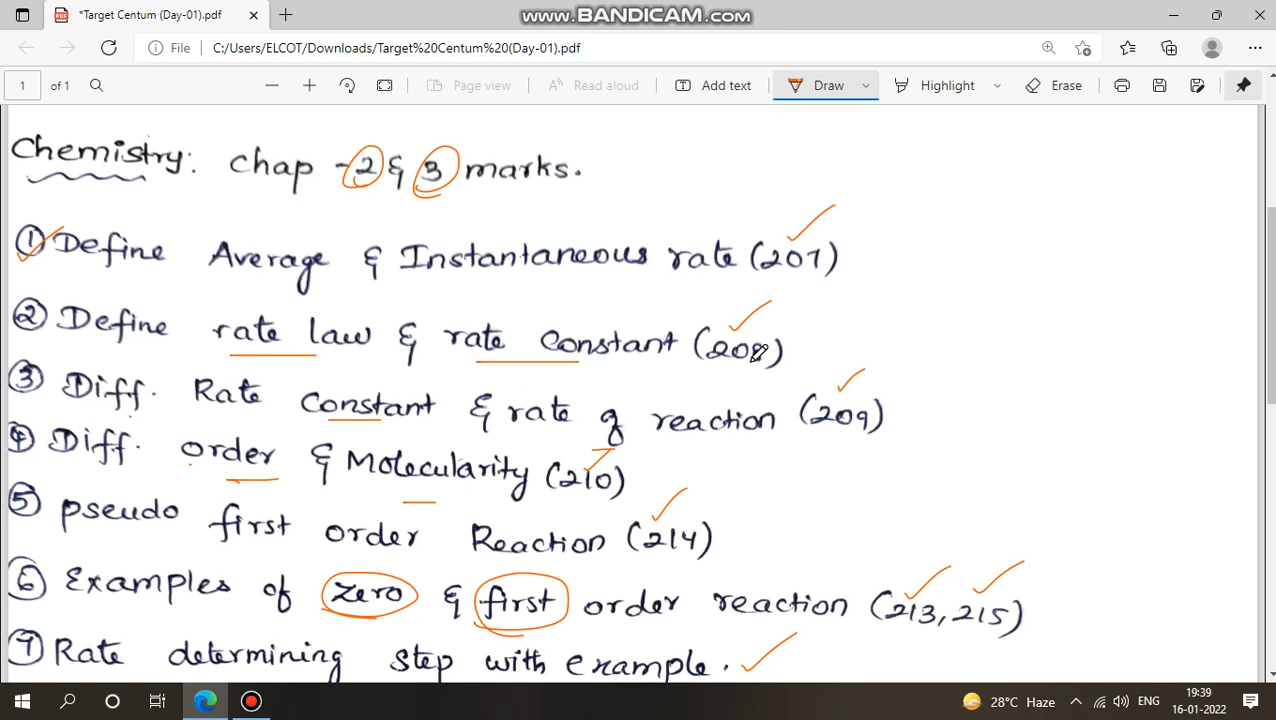 *Target Centum (Day-01).pdf
www.BANDICAM.com
File C:/Users/ELCOT/Downloads/Target%20Centum%20(Day-01).pdf
1 of 1 Page view Read aloud Add text Draw Highlight Erase
Chemistry: Chap -2 & 3 marks.
① Define Average & Instantaneous rate (207)
② Define rate law & rate Constant (208)
③ Diff. Rate Constant & rate of reaction (209)
④ Diff. order & Molecularity (210)
⑤ pseudo first order Reaction (214)
⑥ Examples of zero & first order reaction (213, 215)
⑦ Rate determining step with example.
28°C Haze ENG 19:39
16-01-2022